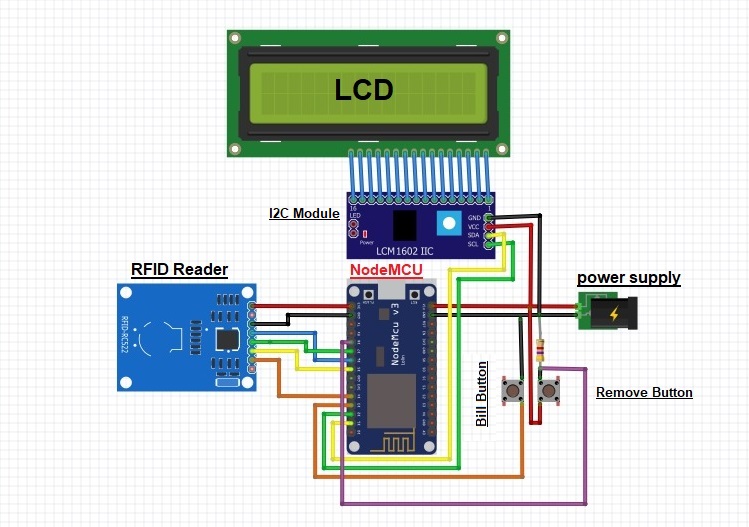 LCD
I2C Module
16
1
LED
GND
VCC
SDA
SCL
Power
LCM1602 IIC
NodeMCU
RFID Reader
power supply
RFID-RC522
NodeMcu V3
Bill Button
Remove Button